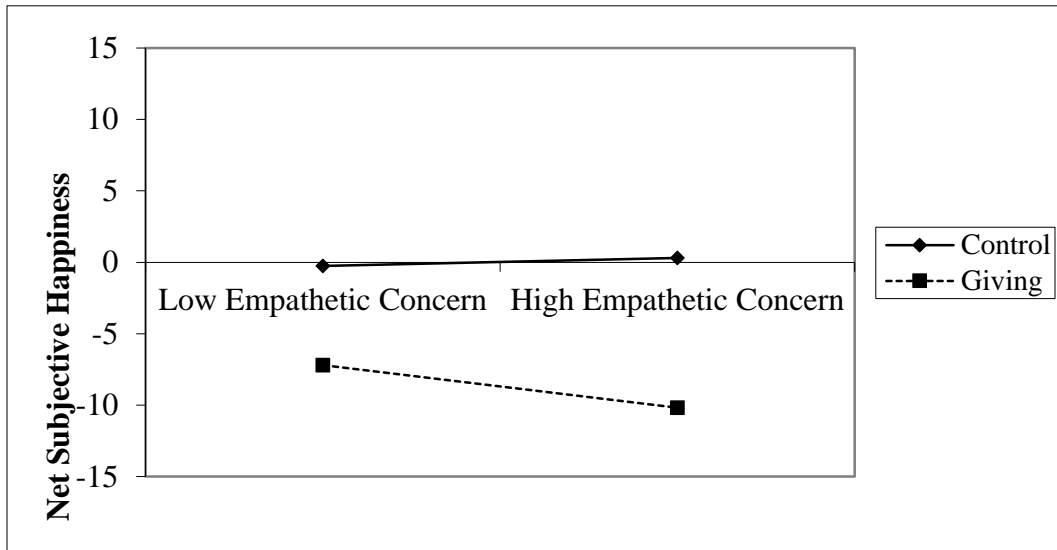 15
10
5
0
-5
-10
-15
Net Subjective Happiness
Low Empathetic Concern
High Empathetic Concern
Control
Giving